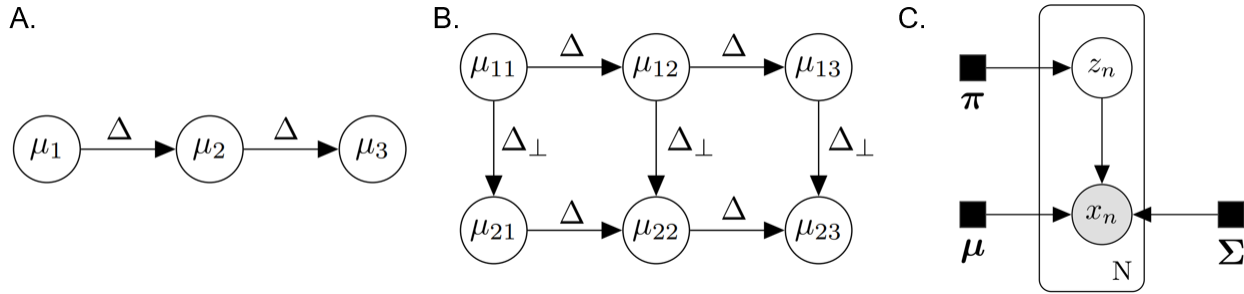 A.
μ₁ Δ μ₂ Δ μ₃
B.
μ₁₁ Δ μ₁₂ Δ μ₁₃
Δ⊥ Δ⊥ Δ⊥
μ₂₁ Δ μ₂₂ Δ μ₂₃
C.
π zₙ
μ xₙ Σ
N